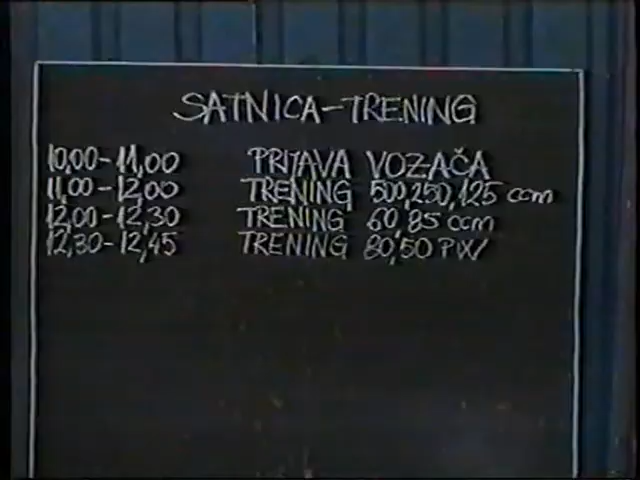 SATNICA-TRENING
10,00-11,00 PRIJAVA VOZAČA
11,00-12,00 TRENING 500,250,125 ccm
12,00-12,30 TRENING 60,85 ccm
12,30-12,45 TRENING 80,50 PW